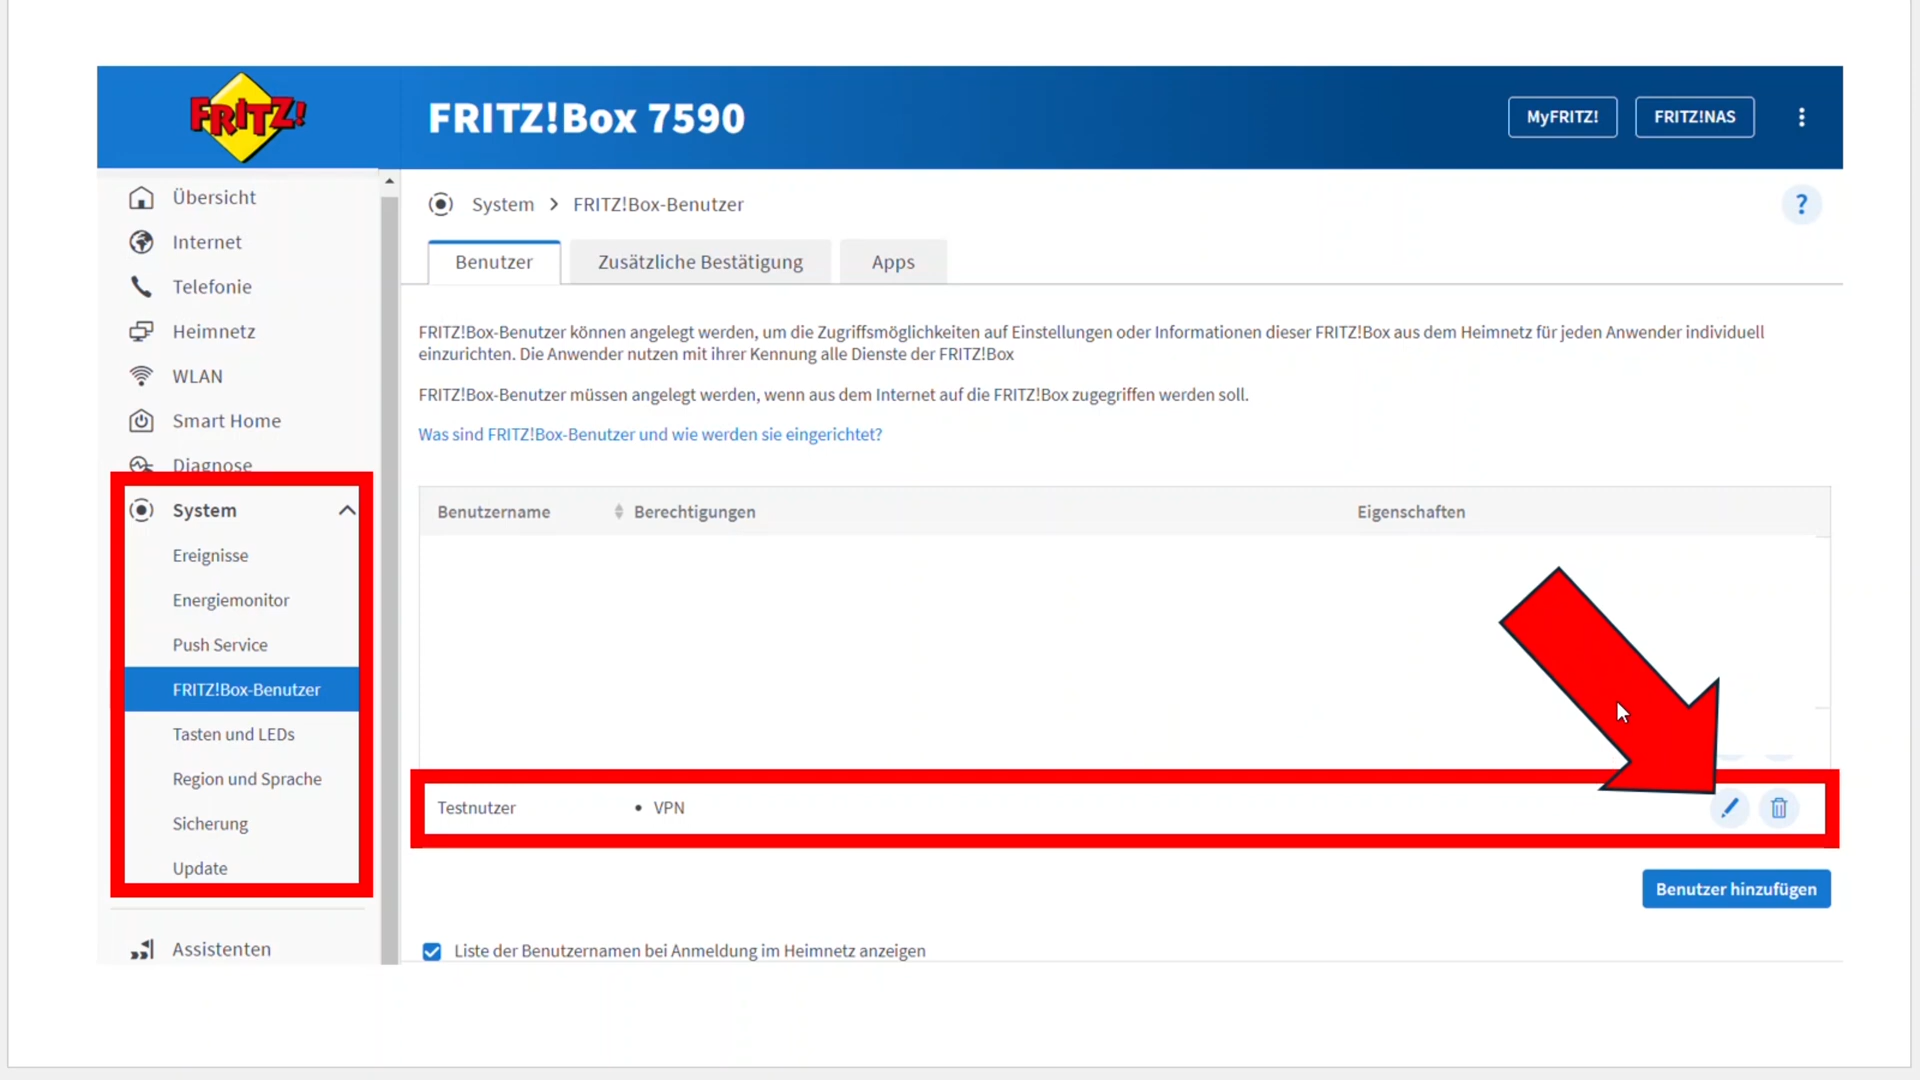 FRITZ!
FRITZ!Box 7590
MyFRITZ!
FRITZ!NAS
Übersicht
Internet
Telefonie
Heimnetz
WLAN
Smart Home
Diagnose
System
Ereignisse
Energiemonitor
Push Service
FRITZ!Box-Benutzer
Tasten und LEDs
Region und Sprache
Sicherung
Update
Assistenten
System > FRITZ!Box-Benutzer
?
Benutzer
Zusätzliche Bestätigung
Apps
FRITZ!Box-Benutzer können angelegt werden, um die Zugriffsmöglichkeiten auf Einstellungen oder Informationen dieser FRITZ!Box aus dem Heimnetz für jeden Anwender individuell
einzurichten. Die Anwender nutzen mit ihrer Kennung alle Dienste der FRITZ!Box
FRITZ!Box-Benutzer müssen angelegt werden, wenn aus dem Internet auf die FRITZ!Box zugegriffen werden soll.
Was sind FRITZ!Box-Benutzer und wie werden sie eingerichtet?
Benutzername Berechtigungen Eigenschaften
Testnutzer • VPN
Benutzer hinzufügen
Liste der Benutzernamen bei Anmeldung im Heimnetz anzeigen